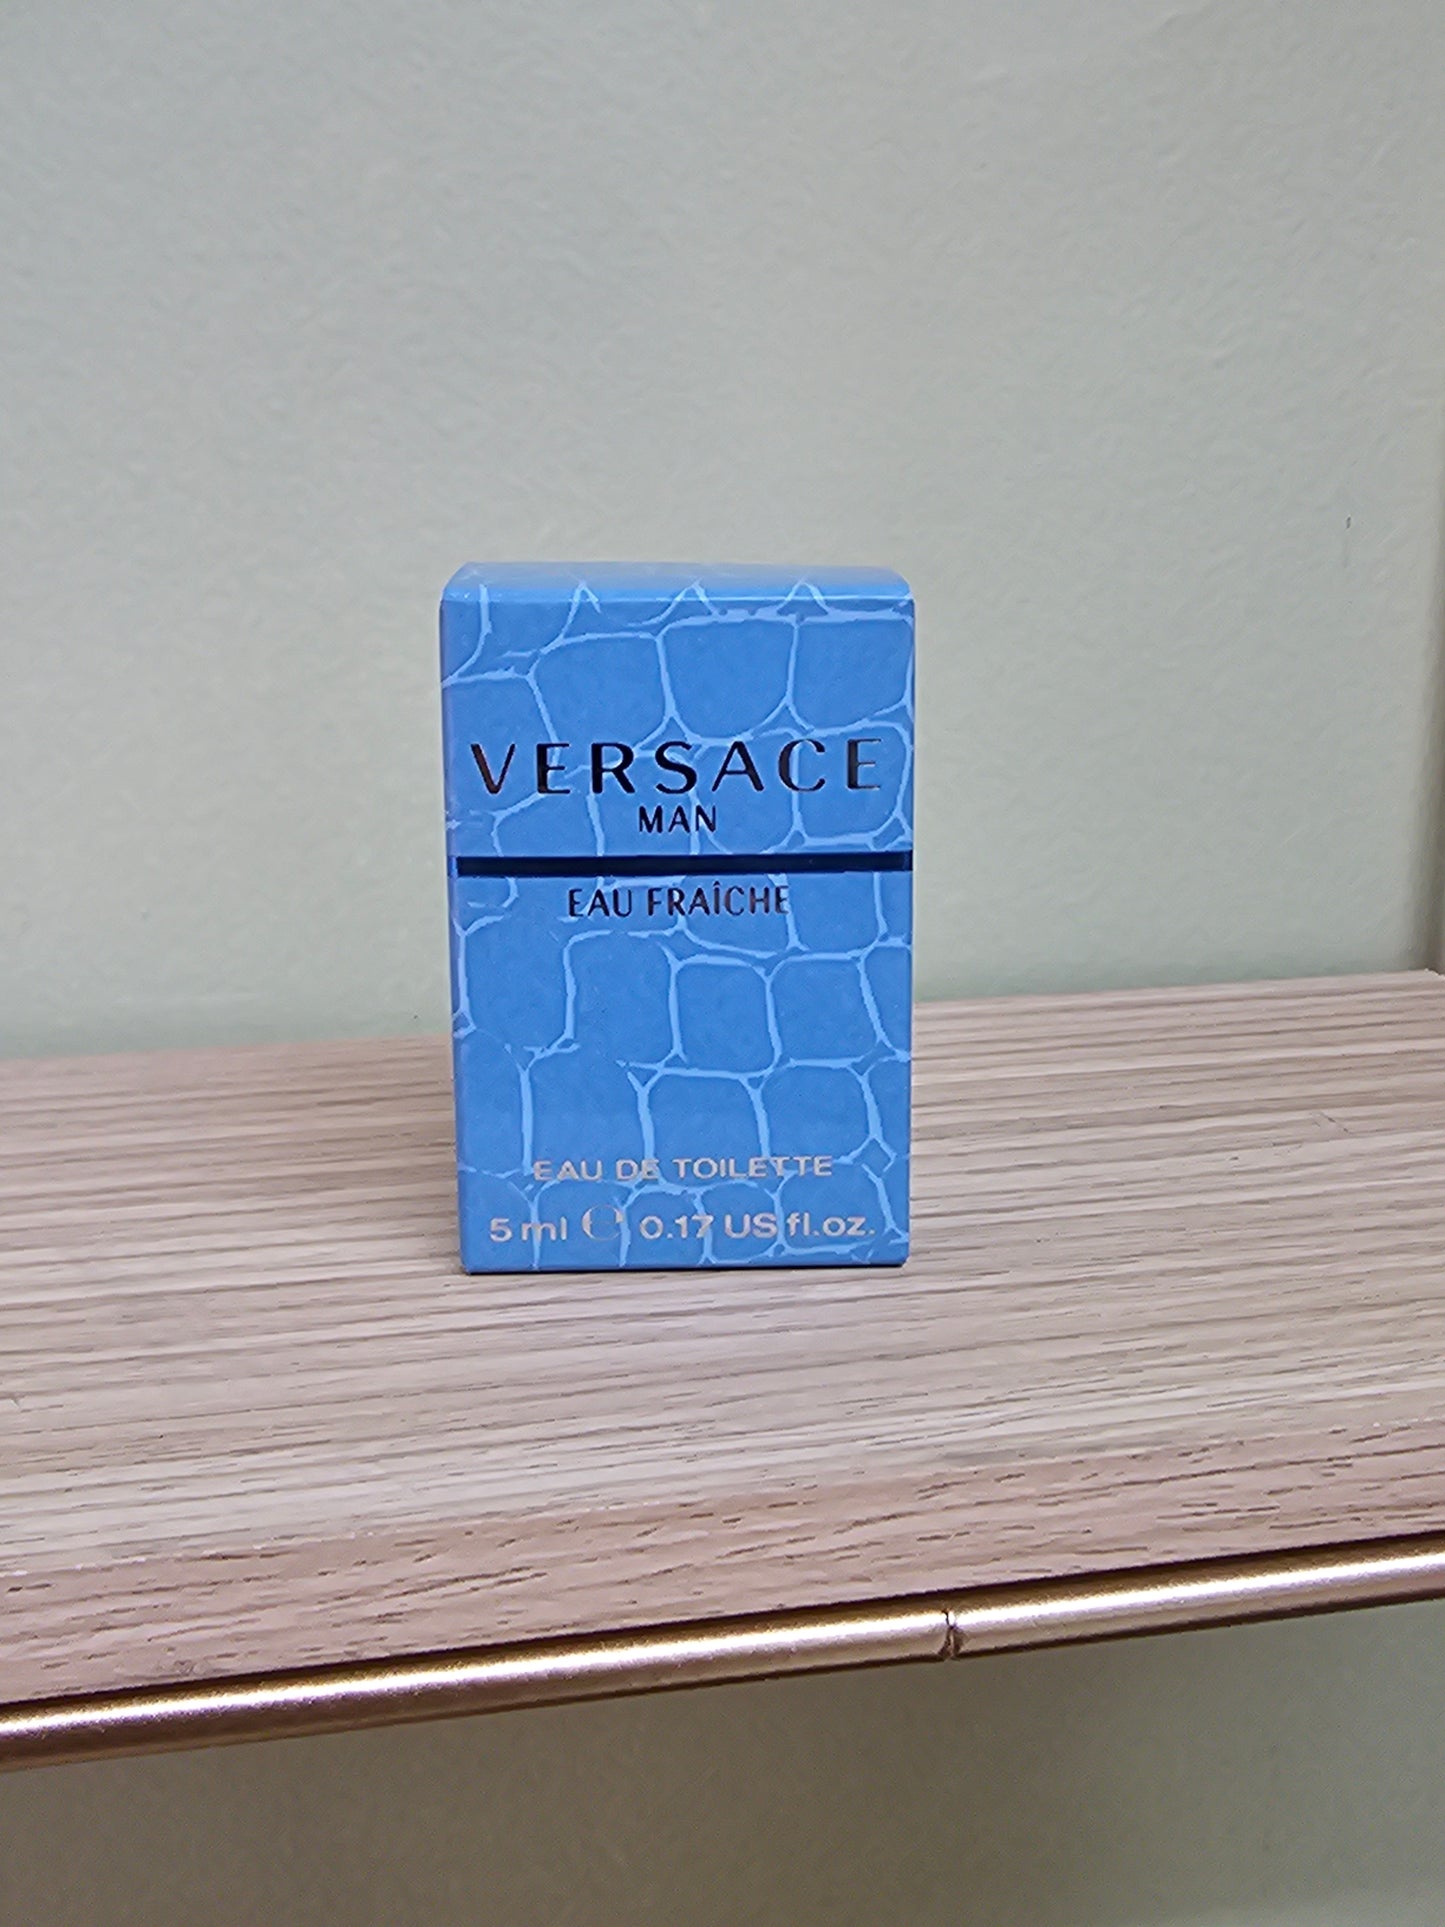 VERSACE
MAN
EAU FRAÎCHE
EAU DE TOILETTE
5 ml ℮ 0.17 US fl.oz.